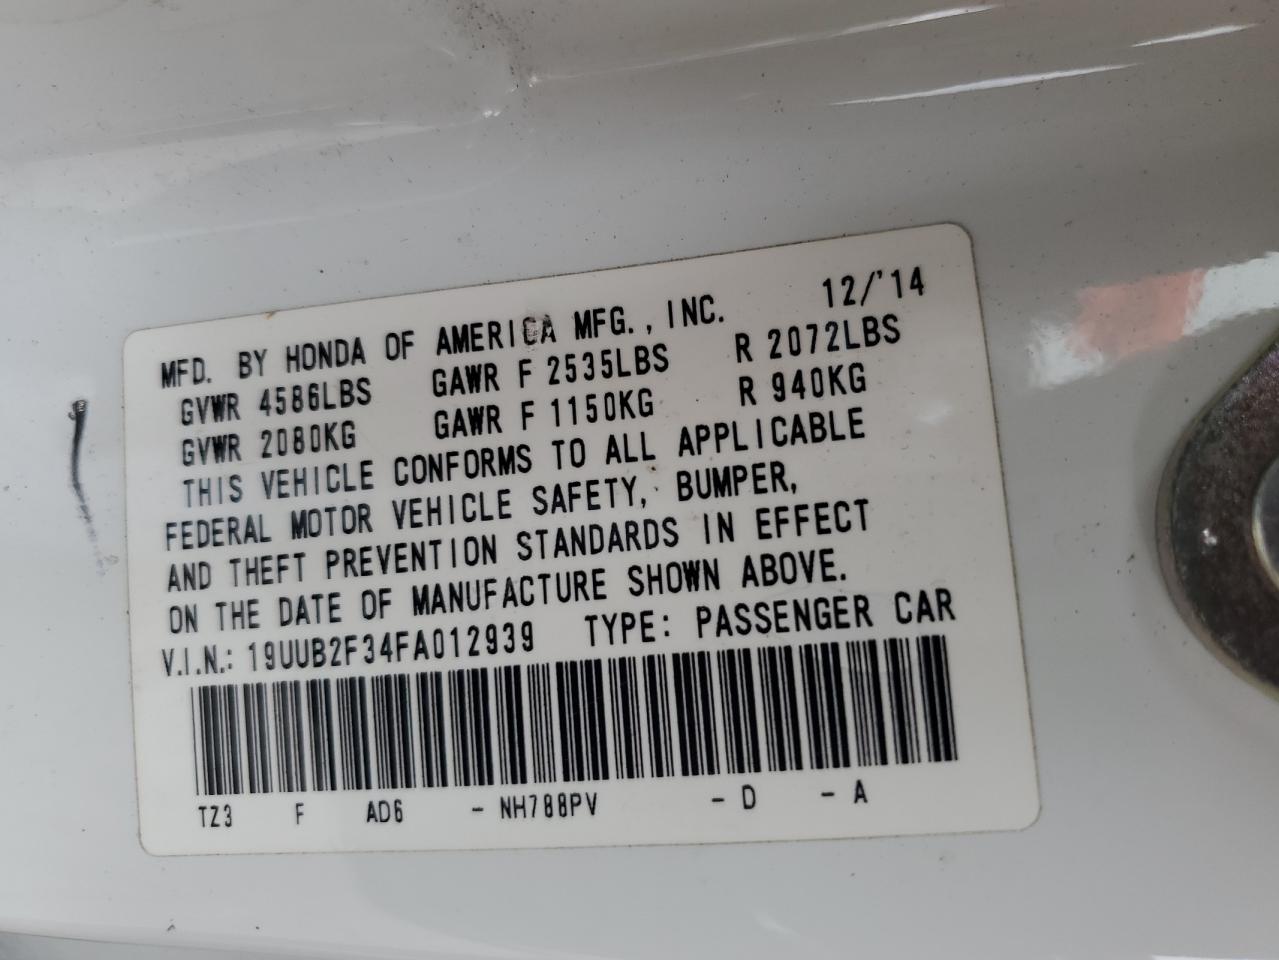 MFD. BY HONDA OF AMERICA MFG., INC. 12/'14
GVWR 4586LBS GAWR F 2535LBS R 2072LBS
GVWR 2080KG GAWR F 1150KG R 940KG
THIS VEHICLE CONFORMS TO ALL APPLICABLE
FEDERAL MOTOR VEHICLE SAFETY, BUMPER,
AND THEFT PREVENTION STANDARDS IN EFFECT
ON THE DATE OF MANUFACTURE SHOWN ABOVE.
V.I.N.: 19UUB2F34FA012939 TYPE: PASSENGER CAR
TZ3 F AD6 - NH788PV - D - A